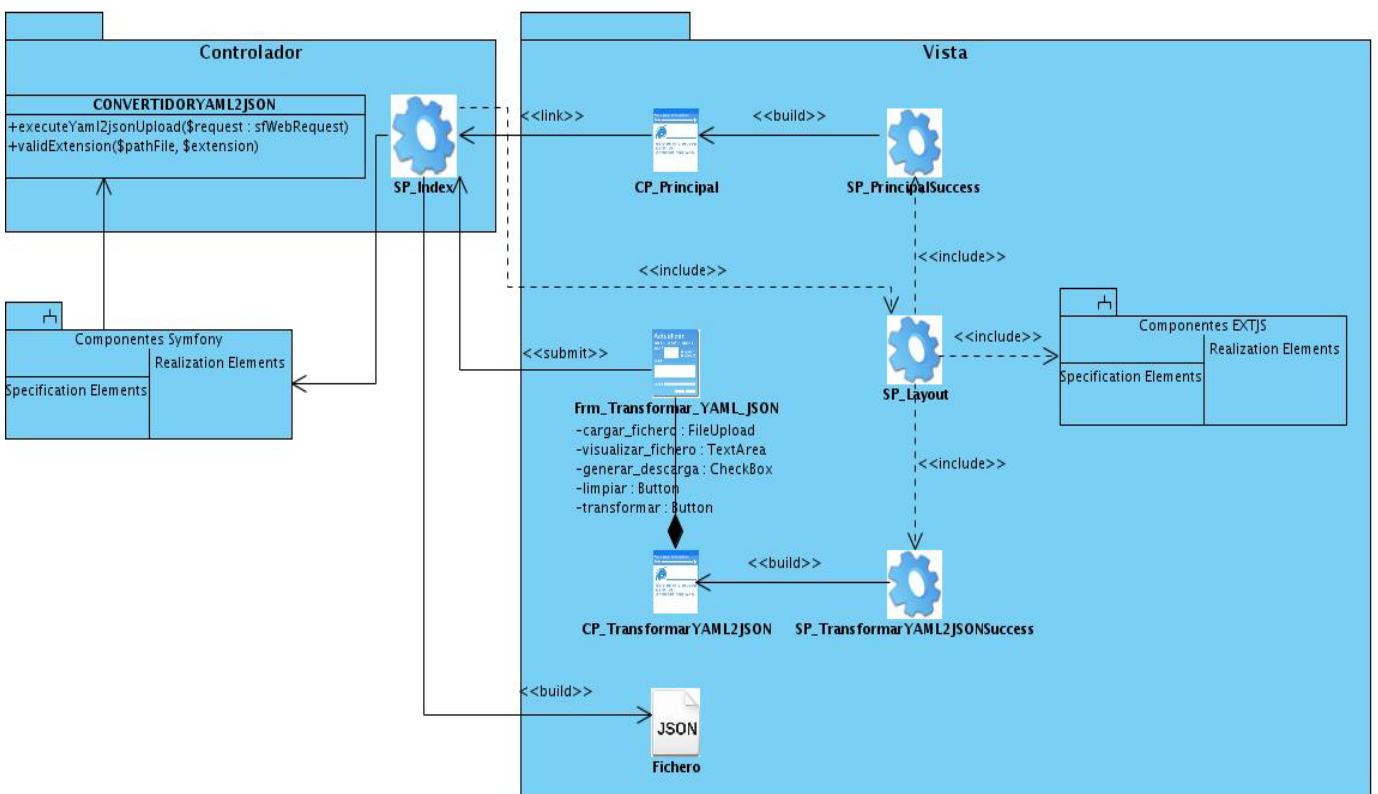 Controlador
CONVERTIDORYAML2JSON
+executeYaml2jsonUpload($request : sfWebRequest)
+validExtension($pathFile, $extension)
SP_Index
Componentes Symfony
Realization Elements
Specification Elements
Vista
<<link>>
CP_Principal
<<build>>
SP_PrincipalSuccess
<<include>>
<<include>>
<<submit>>
Actualizar
Frm_Transformar_YAML_JSON
-cargar_fichero : FileUpload
-visualizar_fichero : TextArea
-generar_descarga : CheckBox
-limpiar : Button
-transformar : Button
SP_Layout
<<include>>
Componentes EXTJS
Realization Elements
Specification Elements
<<include>>
CP_TransformarYAML2JSON
<<build>>
SP_TransformarYAML2JSONSuccess
<<build>>
JSON
Fichero